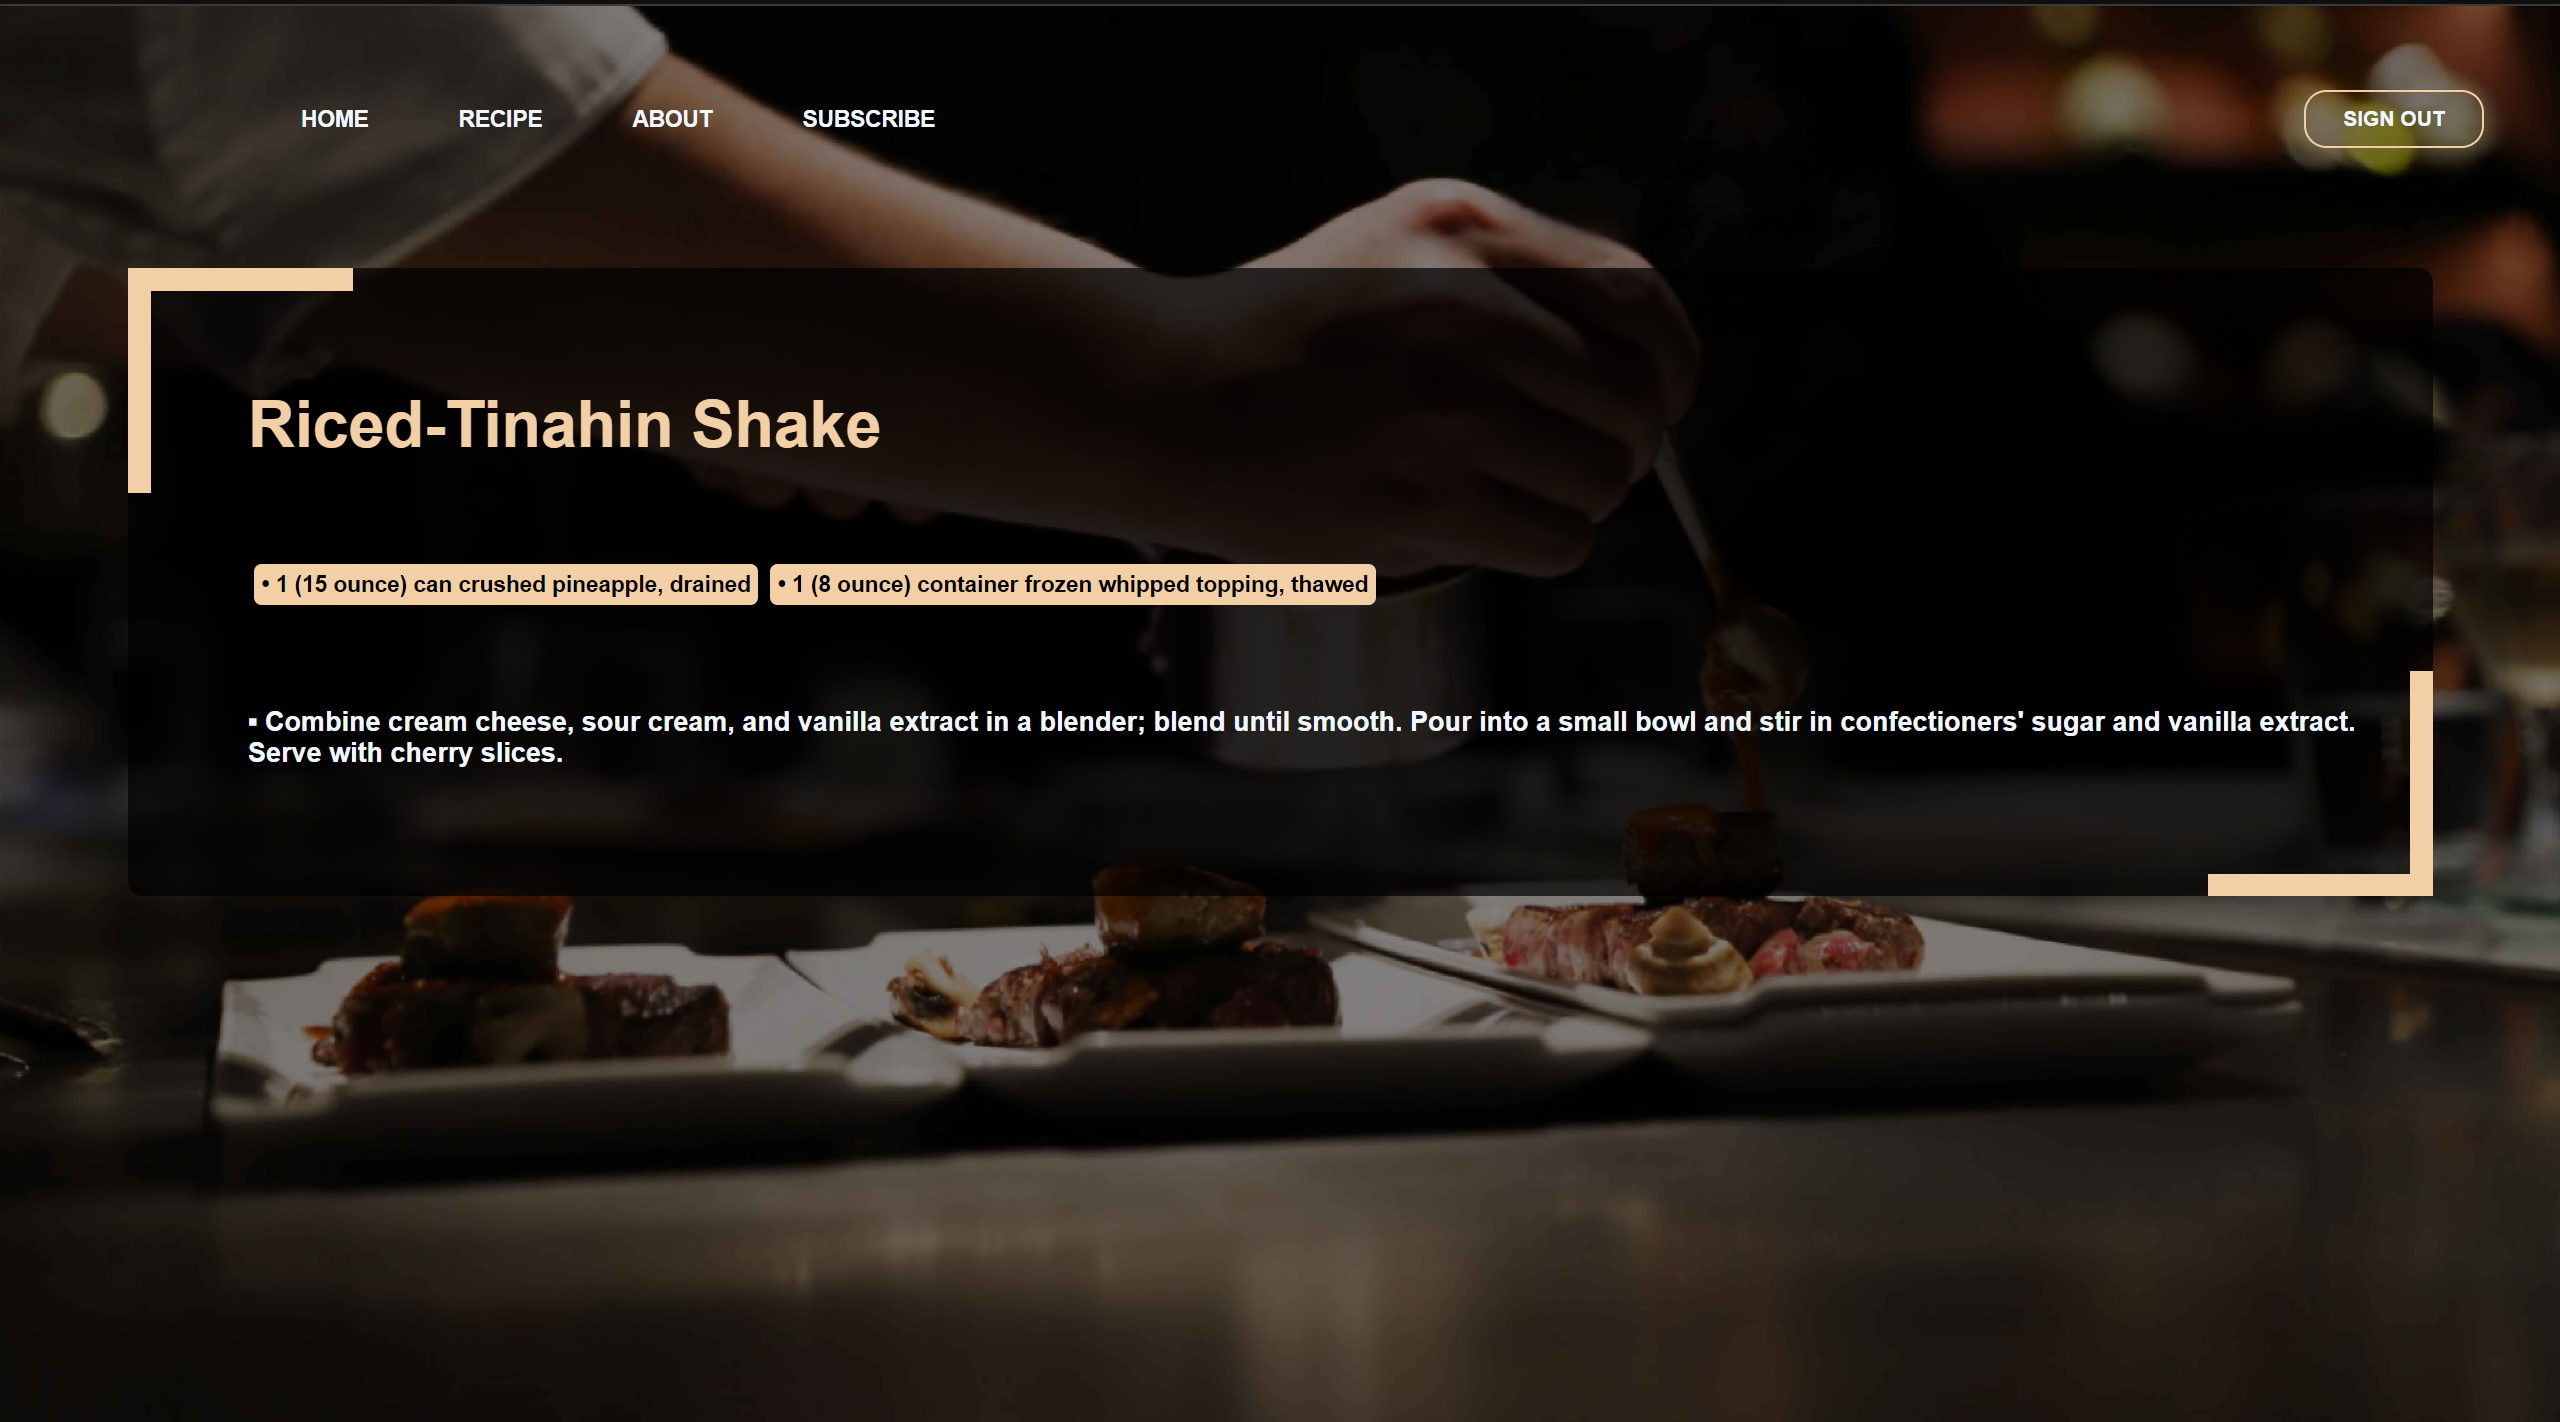 HOME RECIPE ABOUT SUBSCRIBE SIGN OUT
Riced-Tinahin Shake
• 1 (15 ounce) can crushed pineapple, drained • 1 (8 ounce) container frozen whipped topping, thawed
▪ Combine cream cheese, sour cream, and vanilla extract in a blender; blend until smooth. Pour into a small bowl and stir in confectioners' sugar and vanilla extract.
Serve with cherry slices.